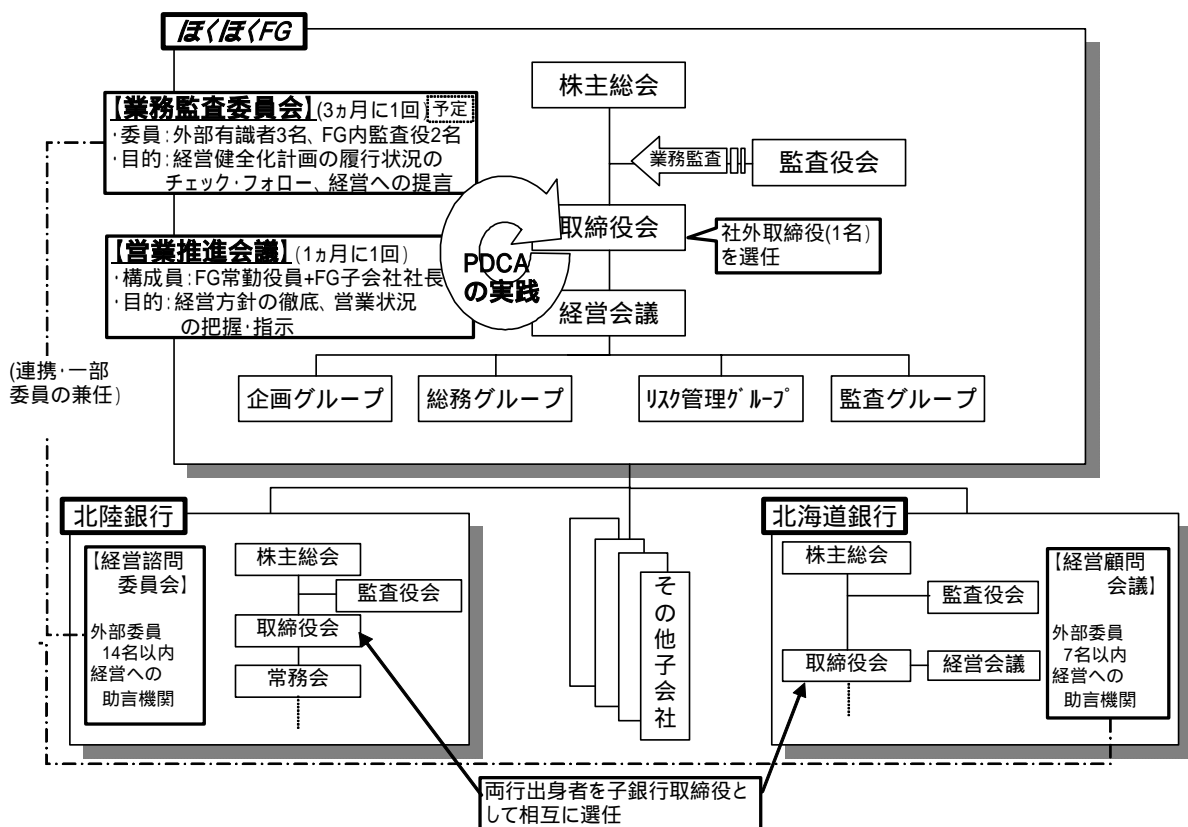 ほくほくFG
株主総会
【業務監査委員会】(3ヵ月に1回) 予定
・委員:外部有識者3名、FG内監査役2名
・目的:経営健全化計画の履行状況の
チェック・フォロー、経営への提言
業務監査
監査役会
取締役会
社外取締役(1名)
を選任
【営業推進会議】(1ヵ月に1回)
・構成員:FG常勤役員+FG子会社社長
・目的:経営方針の徹底、営業状況
の把握・指示
PDCA
の実践
経営会議
(連携・一部
委員の兼任)
企画グループ
総務グループ
リスク管理グループ
監査グループ
北陸銀行
【経営諮問
委員会】
外部委員
14名以内
経営への
助言機関
株主総会
監査役会
取締役会
常務会
その他子会社
北海道銀行
株主総会
監査役会
取締役会
経営会議
【経営顧問
会議】
外部委員
7名以内
経営への
助言機関
両行出身者を子銀行取締役と
して相互に選任